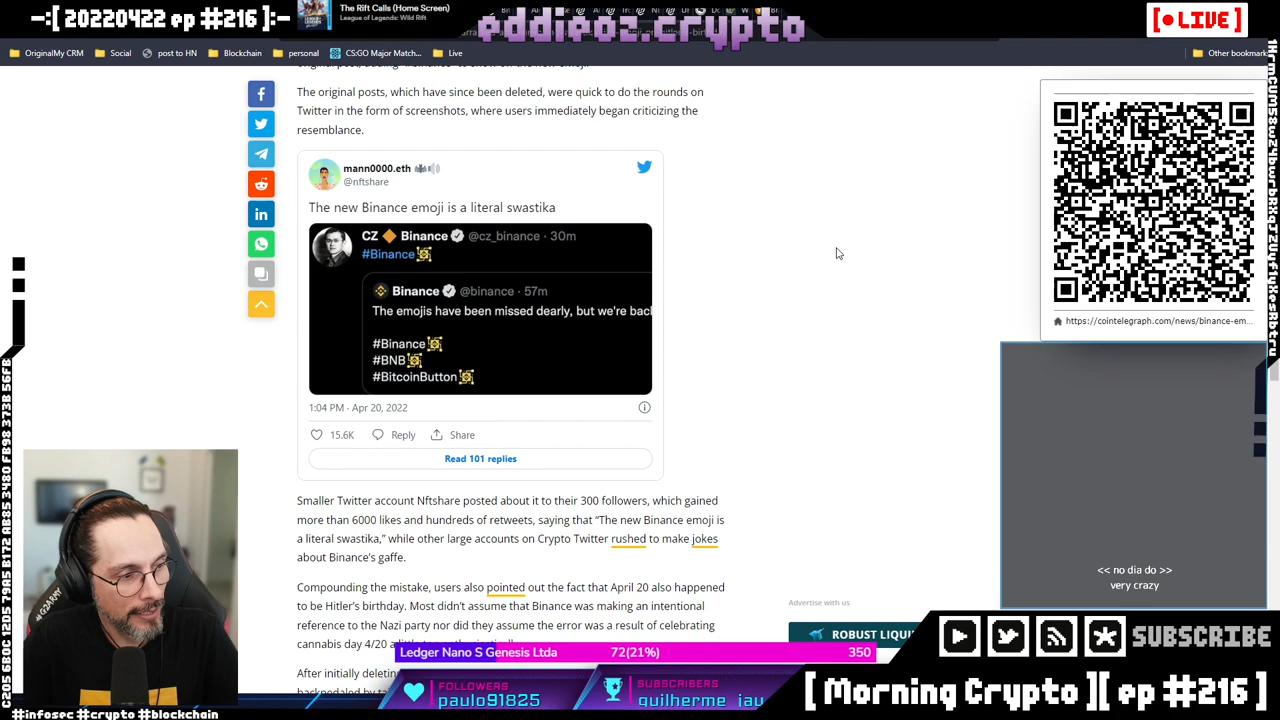 -:[ 20220422 ep #216 ]:-
The Rift Calls (Home Screen)
League of Legends: Wild Rift
eddieoz.crypto
[● LIVE ]
OriginalMy CRM
Social
post to HN
Blockchain
personal
CS:GO Major Match...
Live
Other bookmark
The original posts, which have since been deleted, were quick to do the rounds on
Twitter in the form of screenshots, where users immediately began criticizing the
resemblance.
mann0000.eth
@nftshare
The new Binance emoji is a literal swastika
CZ 🔶 Binance @cz_binance · 30m
#Binance
Binance @binance · 57m
The emojis have been missed dearly, but we're bacl
#Binance
#BNB
#BitcoinButton
1:04 PM · Apr 20, 2022
15.6K
Reply
Share
Read 101 replies
Smaller Twitter account Nftshare posted about it to their 300 followers, which gained
more than 6000 likes and hundreds of retweets, saying that “The new Binance emoji is
a literal swastika,” while other large accounts on Crypto Twitter rushed to make jokes
about Binance’s gaffe.
Compounding the mistake, users also pointed out the fact that April 20 also happened
to be Hitler’s birthday. Most didn’t assume that Binance was making an intentional
reference to the Nazi party nor did they assume the error was a result of celebrating
cannabis day 4/20 a
After initially deletin
https://cointelegraph.com/news/binance-em...
<< no dia do >>
very crazy
Advertise with us
ROBUST LIQUI
Ledger Nano S Genesis Ltda
72(21%)
350
FOLLOWERS
paulo91825
SUBSCRIBERS
guilherme_jau
SUBSCRIBE
[ Morning Crypto ][ ep #216 ]
#infosec #crypto #blockchain